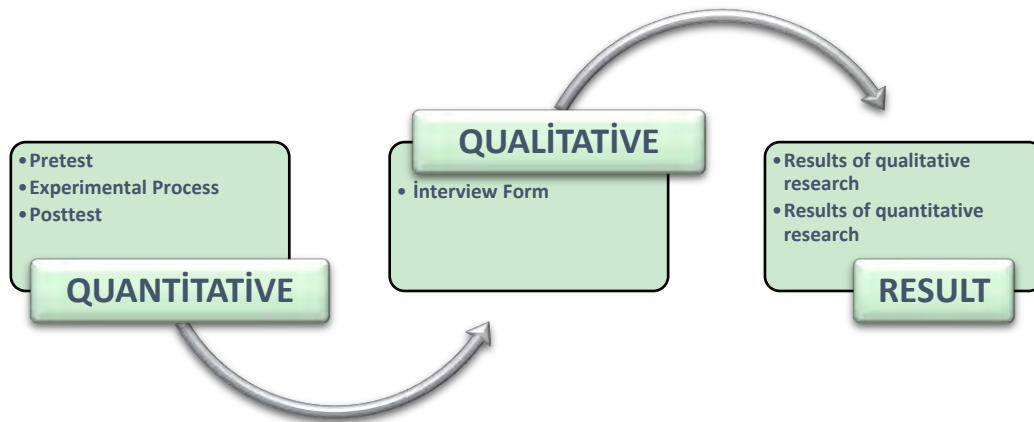 •Pretest
•Experimental Process
•Posttest
QUANTİTATİVE
QUALİTATİVE
• İnterview Form
•Results of qualitative
research
•Results of quantitative
research
RESULT